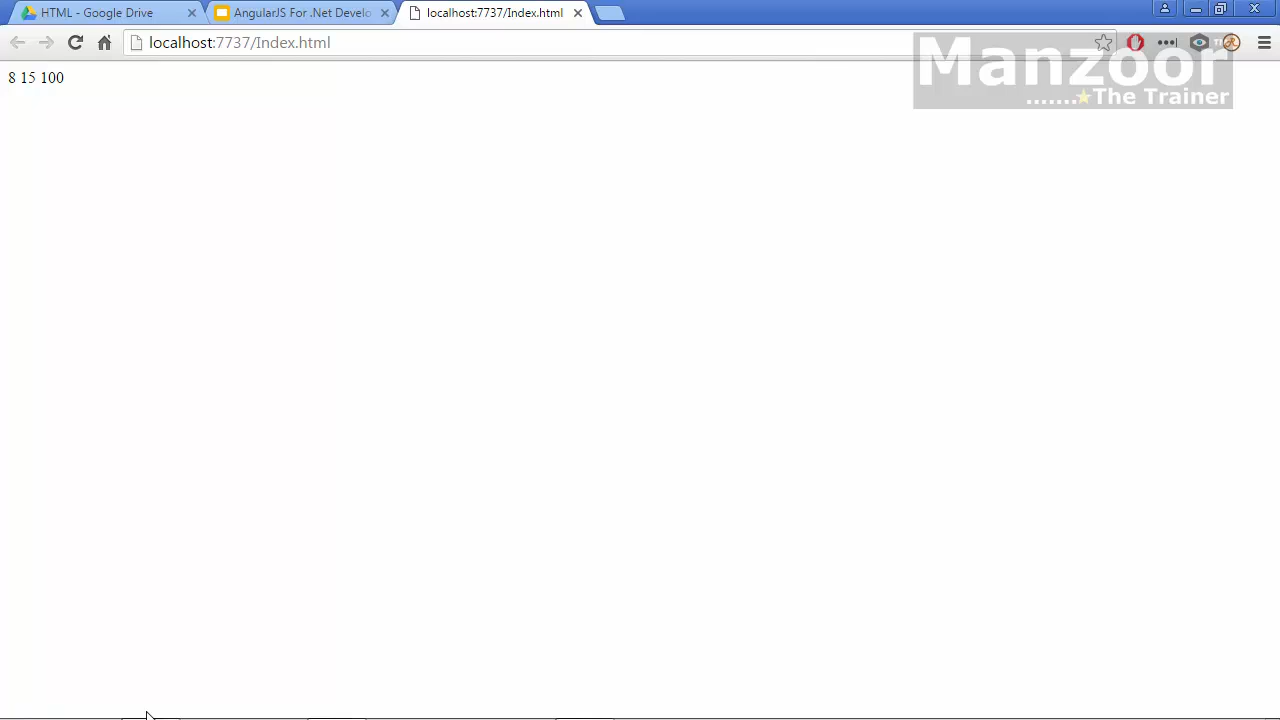 HTML - Google Drive
AngularJS For .Net Develo
localhost:7737/Index.html
localhost:7737/Index.html
8 15 100
Manzoor
.......★The Trainer